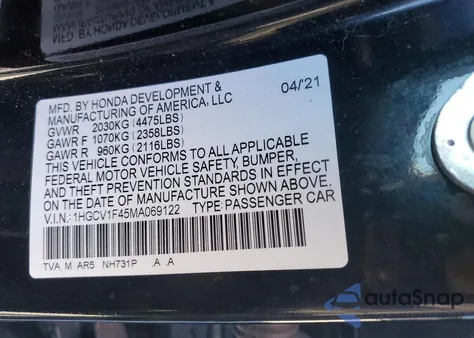 MFD. BY HONDA DEVELOPMENT & 04/'21
MANUFACTURING OF AMERICA, LLC
GVWR 2030KG (4475LBS)
GAWR F 1070KG (2358LBS)
GAWR R 960KG (2116LBS)
THIS VEHICLE CONFORMS TO ALL APPLICABLE
FEDERAL MOTOR VEHICLE SAFETY, BUMPER,
AND THEFT PREVENTION STANDARDS IN EFFECT
ON THE DATE OF MANUFACTURE SHOWN ABOVE.
V.I.N.: 1HGCV1F45MA069122 TYPE: PASSENGER CAR
TVA M AR5 NH731P .A .A
autoSnap